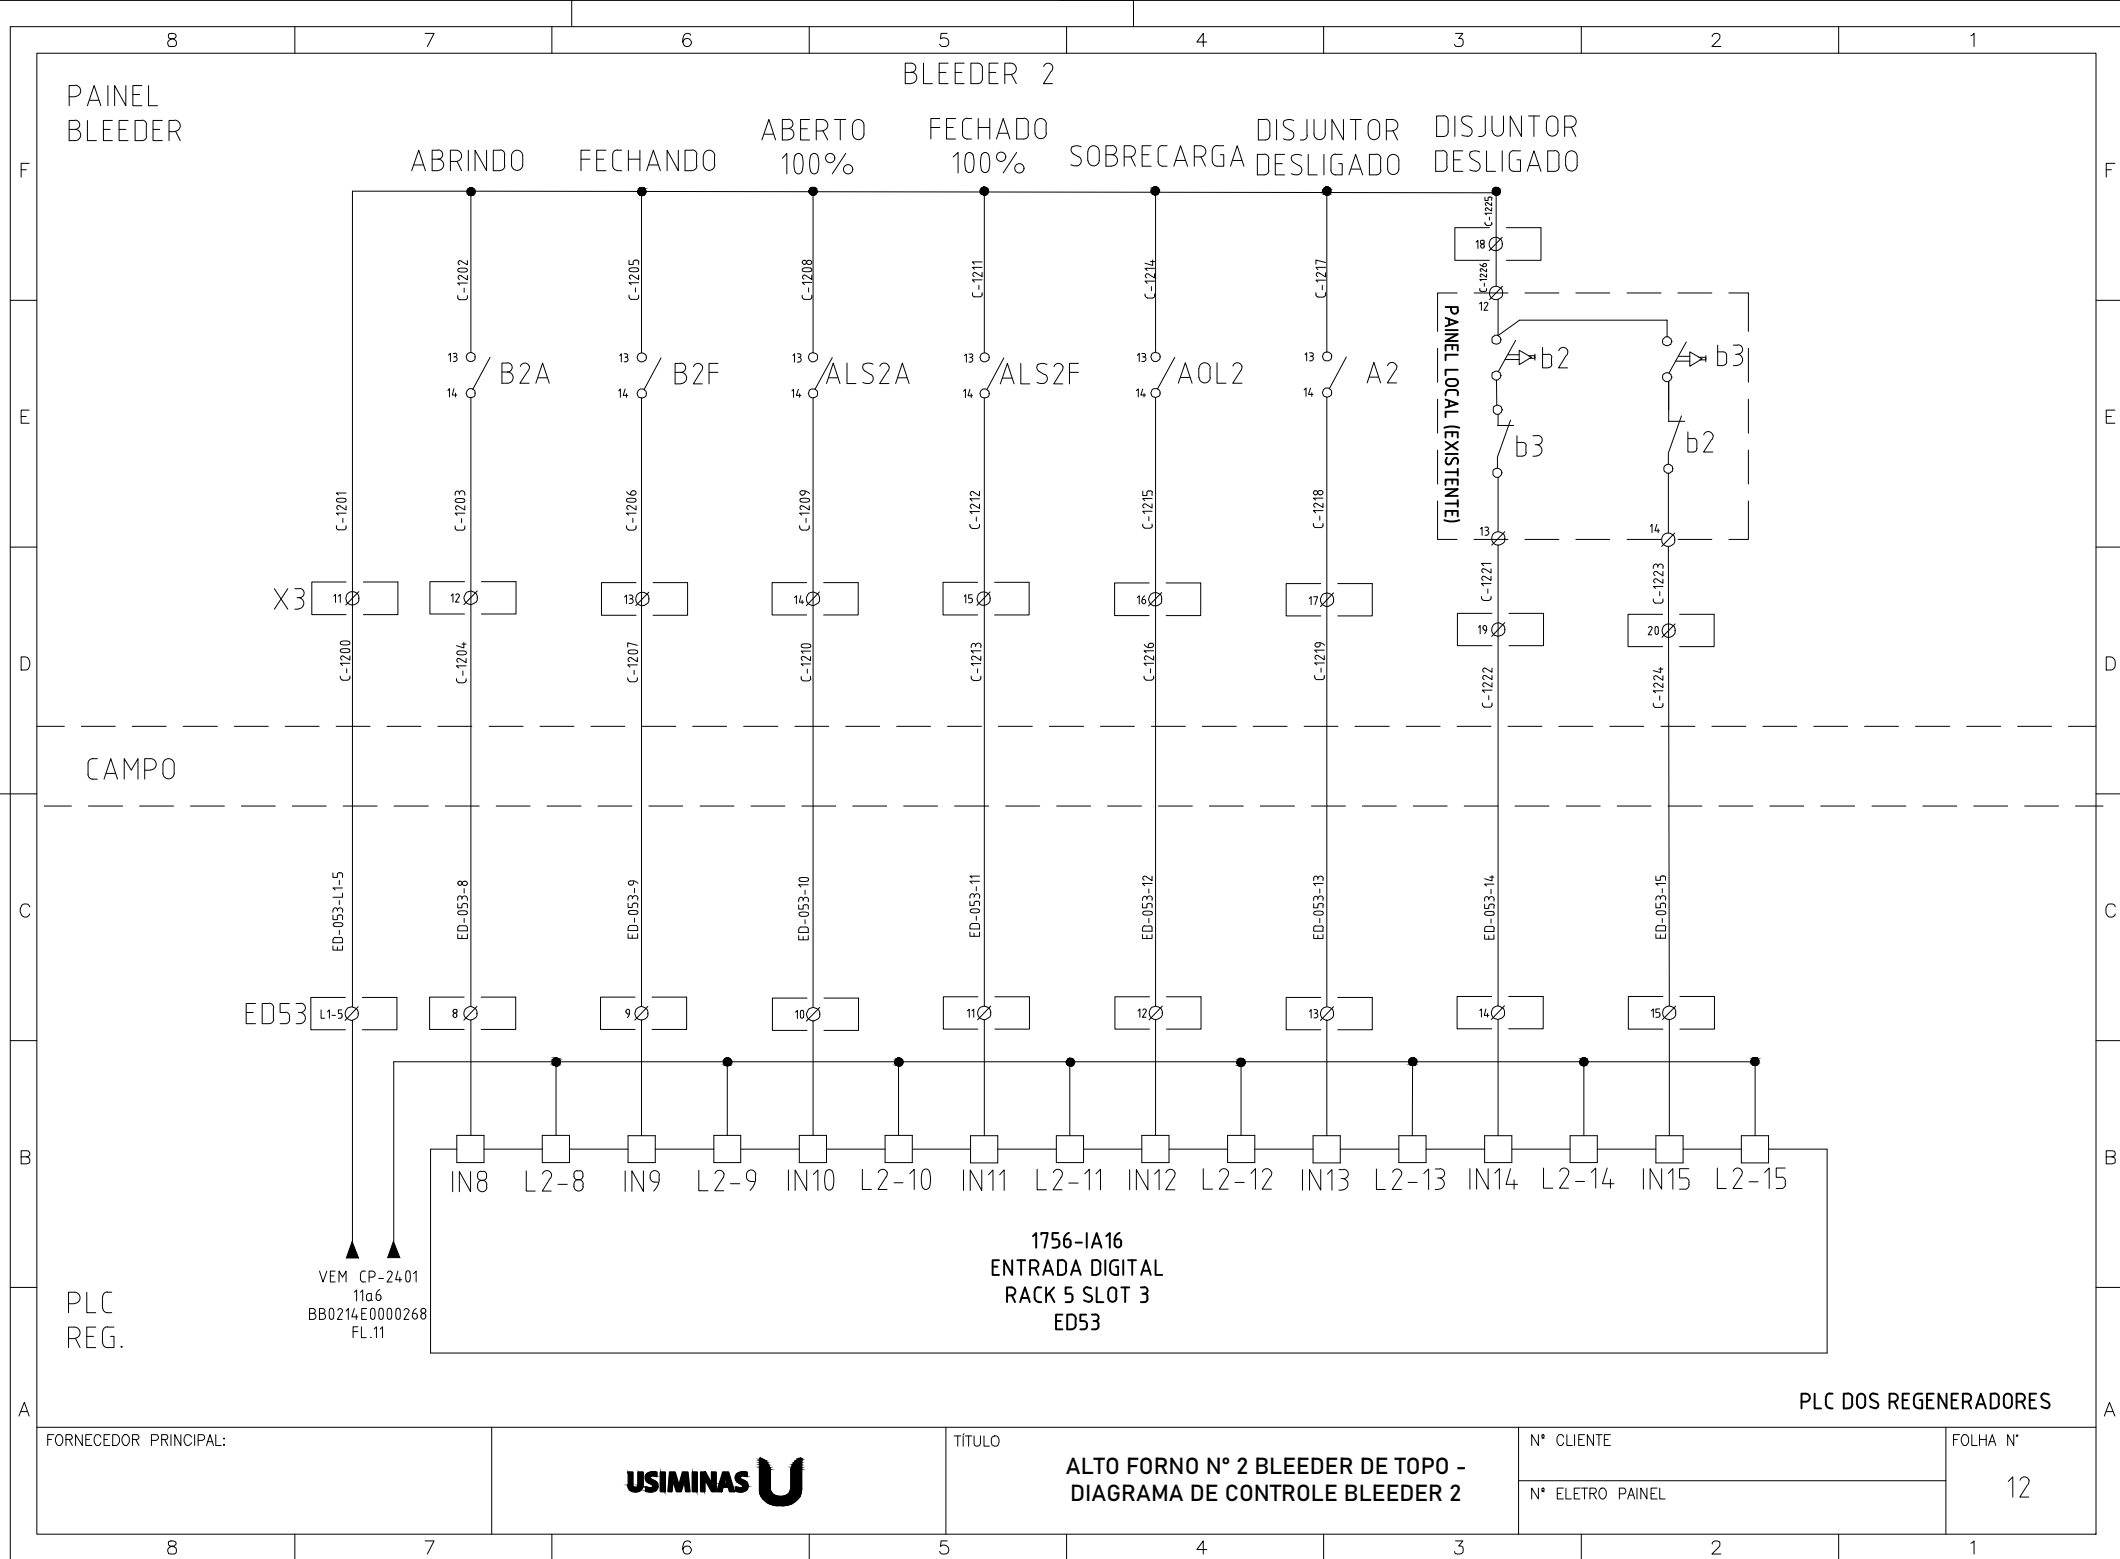 8 7 6 5 4 3 2 1
BLEEDER 2
PAINEL
BLEEDER
ABRINDO
FECHANDO
ABERTO
100%
FECHADO
100%
SOBRECARGA
DISJUNTOR
DESLIGADO
DISJUNTOR
DESLIGADO
F F
C-1225
18
C-1226
12
C-1202 C-1205 C-1208 C-1211 C-1214 C-1217
PAINEL LOCAL (EXISTENTE)
13 13 13 13 13 13
B2A B2F ALS2A ALS2F AOL2 A2 b2 b3
14 14 14 14 14 14
E E
b3 b2
C-1201 C-1203 C-1206 C-1209 C-1212 C-1215 C-1218
13 14
C-1221 C-1223
X3 11 12 13 14 15 16 17
19 20
C-1200 C-1204 C-1207 C-1210 C-1213 C-1216 C-1219 C-1222 C-1224
D D
CAMPO
ED-053-L1-5 ED-053-8 ED-053-9 ED-053-10 ED-053-11 ED-053-12 ED-053-13 ED-053-14 ED-053-15
C C
ED53 L1-5 8 9 10 11 12 13 14 15
B B
IN8 L2-8 IN9 L2-9 IN10 L2-10 IN11 L2-11 IN12 L2-12 IN13 L2-13 IN14 L2-14 IN15 L2-15
1756-IA16
ENTRADA DIGITAL
RACK 5 SLOT 3
ED53
VEM CP-2401
11a6
BB0214E0000268
FL.11
PLC
REG.
PLC DOS REGENERADORES
A A
FORNECEDOR PRINCIPAL:
USIMINAS
TÍTULO
ALTO FORNO Nº 2 BLEEDER DE TOPO -
DIAGRAMA DE CONTROLE BLEEDER 2
Nº CLIENTE
Nº ELETRO PAINEL
FOLHA N°
12
8 7 6 5 4 3 2 1